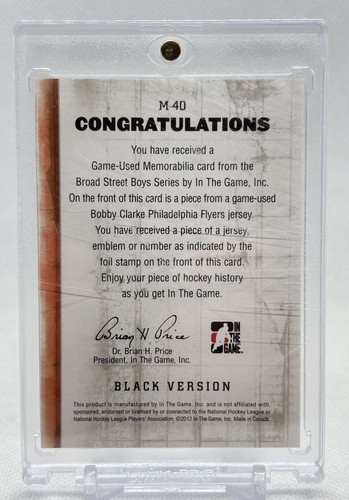 M-40
CONGRATULATIONS
You have received a
Game-Used Memorabilia card from the
Broad Street Boys Series by In The Game, Inc.
On the front of this card is a piece from a game-used
Bobby Clarke Philadelphia Flyers jersey.
You have received a piece of a jersey,
emblem or number as indicated by the
foil stamp on the front of this card.
Enjoy your piece of hockey history
as you get In The Game.
Brian H. Price
Dr. Brian H. Price
President, In The Game, Inc.
IN
THE
GAME
BLACK VERSION
This product is manufactured by In The Game, Inc. and is not affiliated with,
sponsored, endorsed or licensed by or connected to the National Hockey League or
National Hockey League Players' Association. ©2012 In The Game, Inc. Made in Canada.